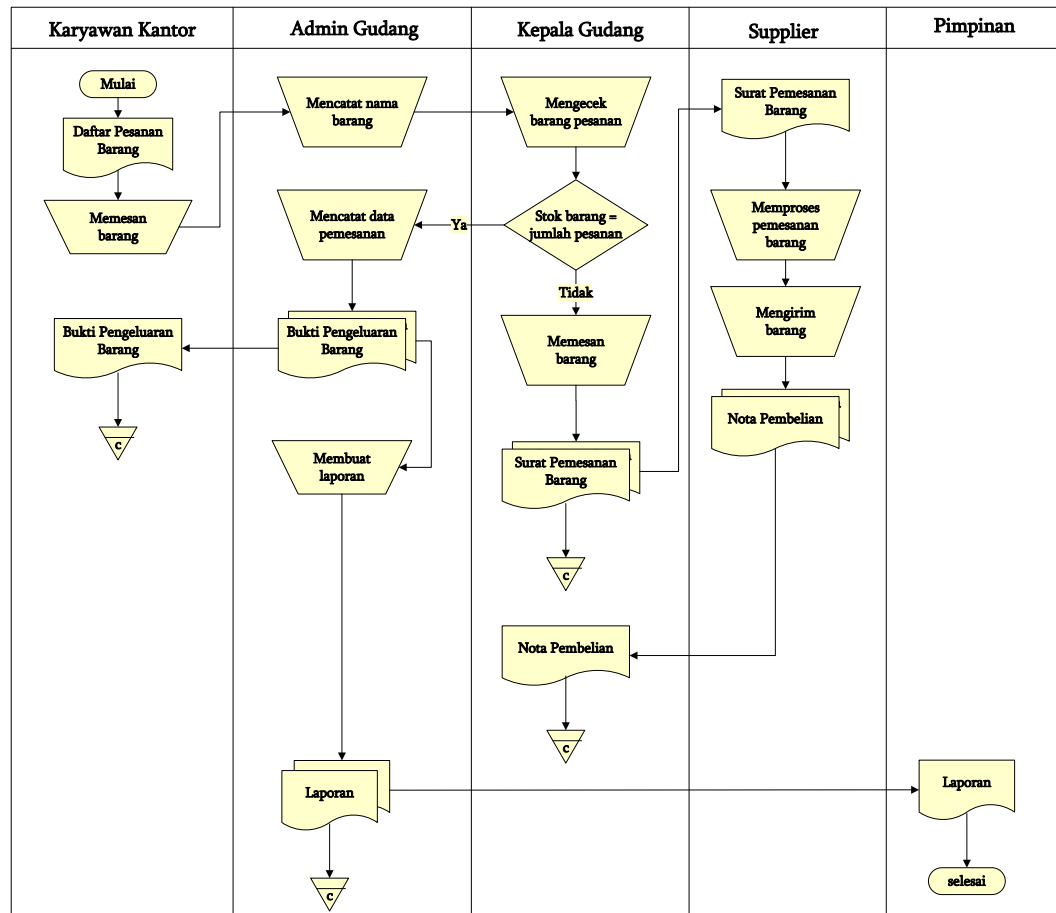 Karyawan Kantor
Admin Gudang
Kepala Gudang
Supplier
Pimpinan
Mulai
Daftar Pesanan
Barang
Memesan
barang
Mencatat nama
barang
Mengecek
barang pesanan
Stok barang =
jumlah pesanan
Ya
Tidak
Mencatat data
pemesanan
Bukti Pengeluaran
Barang
Bukti Pengeluran
Barang
c
Membuat
laporan
Memesan
barang
Surat Pemesanan
Barang
c
Surat Pemesanan
Barang
Memproses
pemesanan
barang
Mengirim
barang
Nota Pembelian
Nota Pembelian
c
Laporan
c
Laporan
selesai